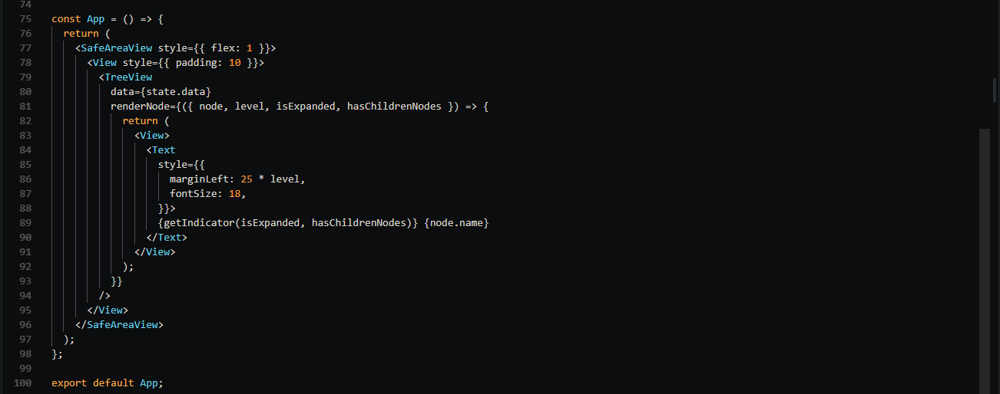 74
75 const App = () => {
76   return (
77     <SafeAreaView style={{ flex: 1 }}>
78       <View style={{ padding: 10 }}>
79         <TreeView
80           data={state.data}
81           renderNode={({ node, level, isExpanded, hasChildrenNodes }) => {
82             return (
83               <View>
84                 <Text
85                   style={{
86                     marginLeft: 25 * level,
87                     fontSize: 18,
88                   }}>
89                   {getIndicator(isExpanded, hasChildrenNodes)} {node.name}
90                 </Text>
91               </View>
92             );
93           }}
94         />
95       </View>
96     </SafeAreaView>
97   );
98 };
99
100 export default App;